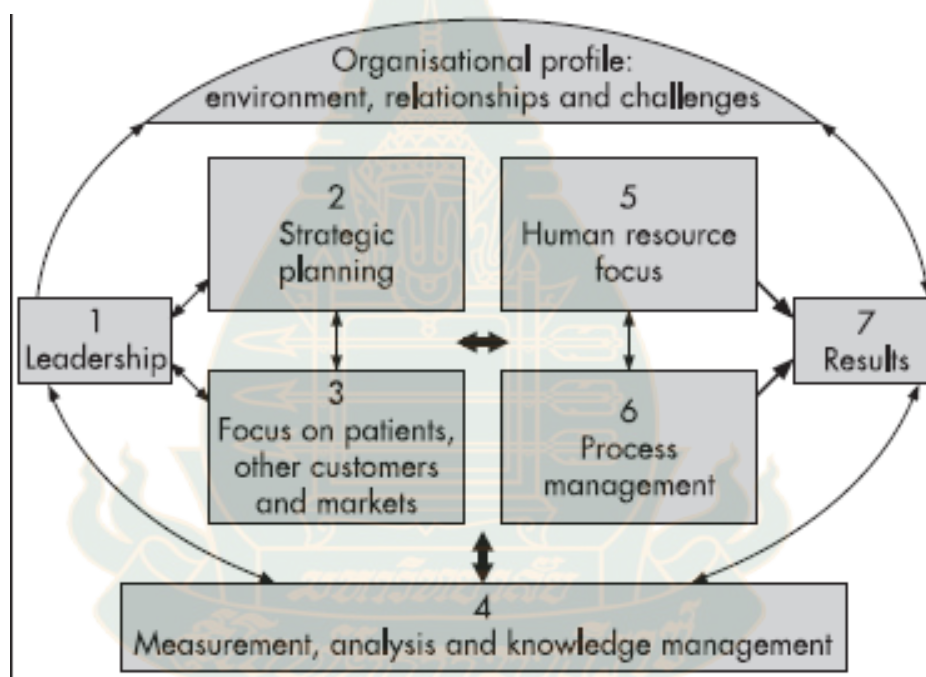 Organisational profile:
environment, relationships and challenges
2
Strategic
planning
5
Human resource
focus
1
Leadership
7
Results
3
Focus on patients,
other customers
and markets
6
Process
management
4
Measurement, analysis and knowledge management